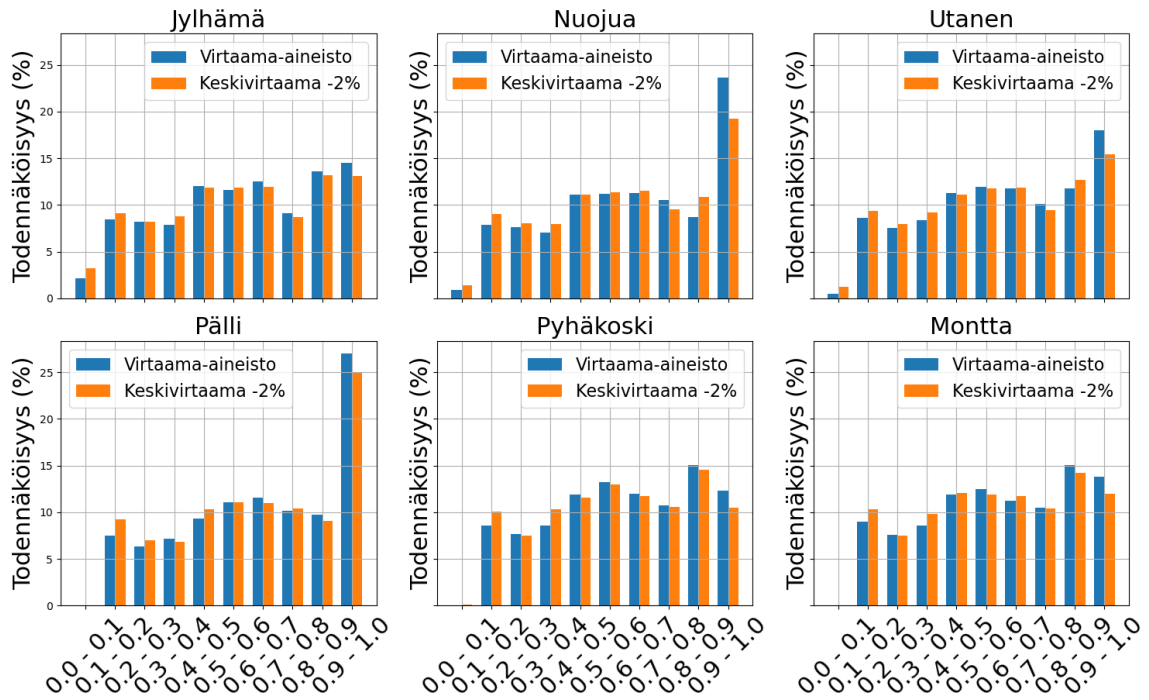 Jylhämä
Nuojua
Utanen
Todennäköisyys (%)
25
20
15
10
5
0
Virtaama-aineisto
Keskivirtaama -2%
Todennäköisyys (%)
Virtaama-aineisto
Keskivirtaama -2%
Todennäköisyys (%)
Virtaama-aineisto
Keskivirtaama -2%
Pälli
Pyhäkoski
Montta
Todennäköisyys (%)
25
20
15
10
5
0
Virtaama-aineisto
Keskivirtaama -2%
Todennäköisyys (%)
Virtaama-aineisto
Keskivirtaama -2%
Todennäköisyys (%)
Virtaama-aineisto
Keskivirtaama -2%
0.0 - 0.1
0.1 - 0.2
0.2 - 0.3
0.3 - 0.4
0.4 - 0.5
0.5 - 0.6
0.6 - 0.7
0.7 - 0.8
0.8 - 0.9
0.9 - 1.0
0.0 - 0.1
0.1 - 0.2
0.2 - 0.3
0.3 - 0.4
0.4 - 0.5
0.5 - 0.6
0.6 - 0.7
0.7 - 0.8
0.8 - 0.9
0.9 - 1.0
0.0 - 0.1
0.1 - 0.2
0.2 - 0.3
0.3 - 0.4
0.4 - 0.5
0.5 - 0.6
0.6 - 0.7
0.7 - 0.8
0.8 - 0.9
0.9 - 1.0